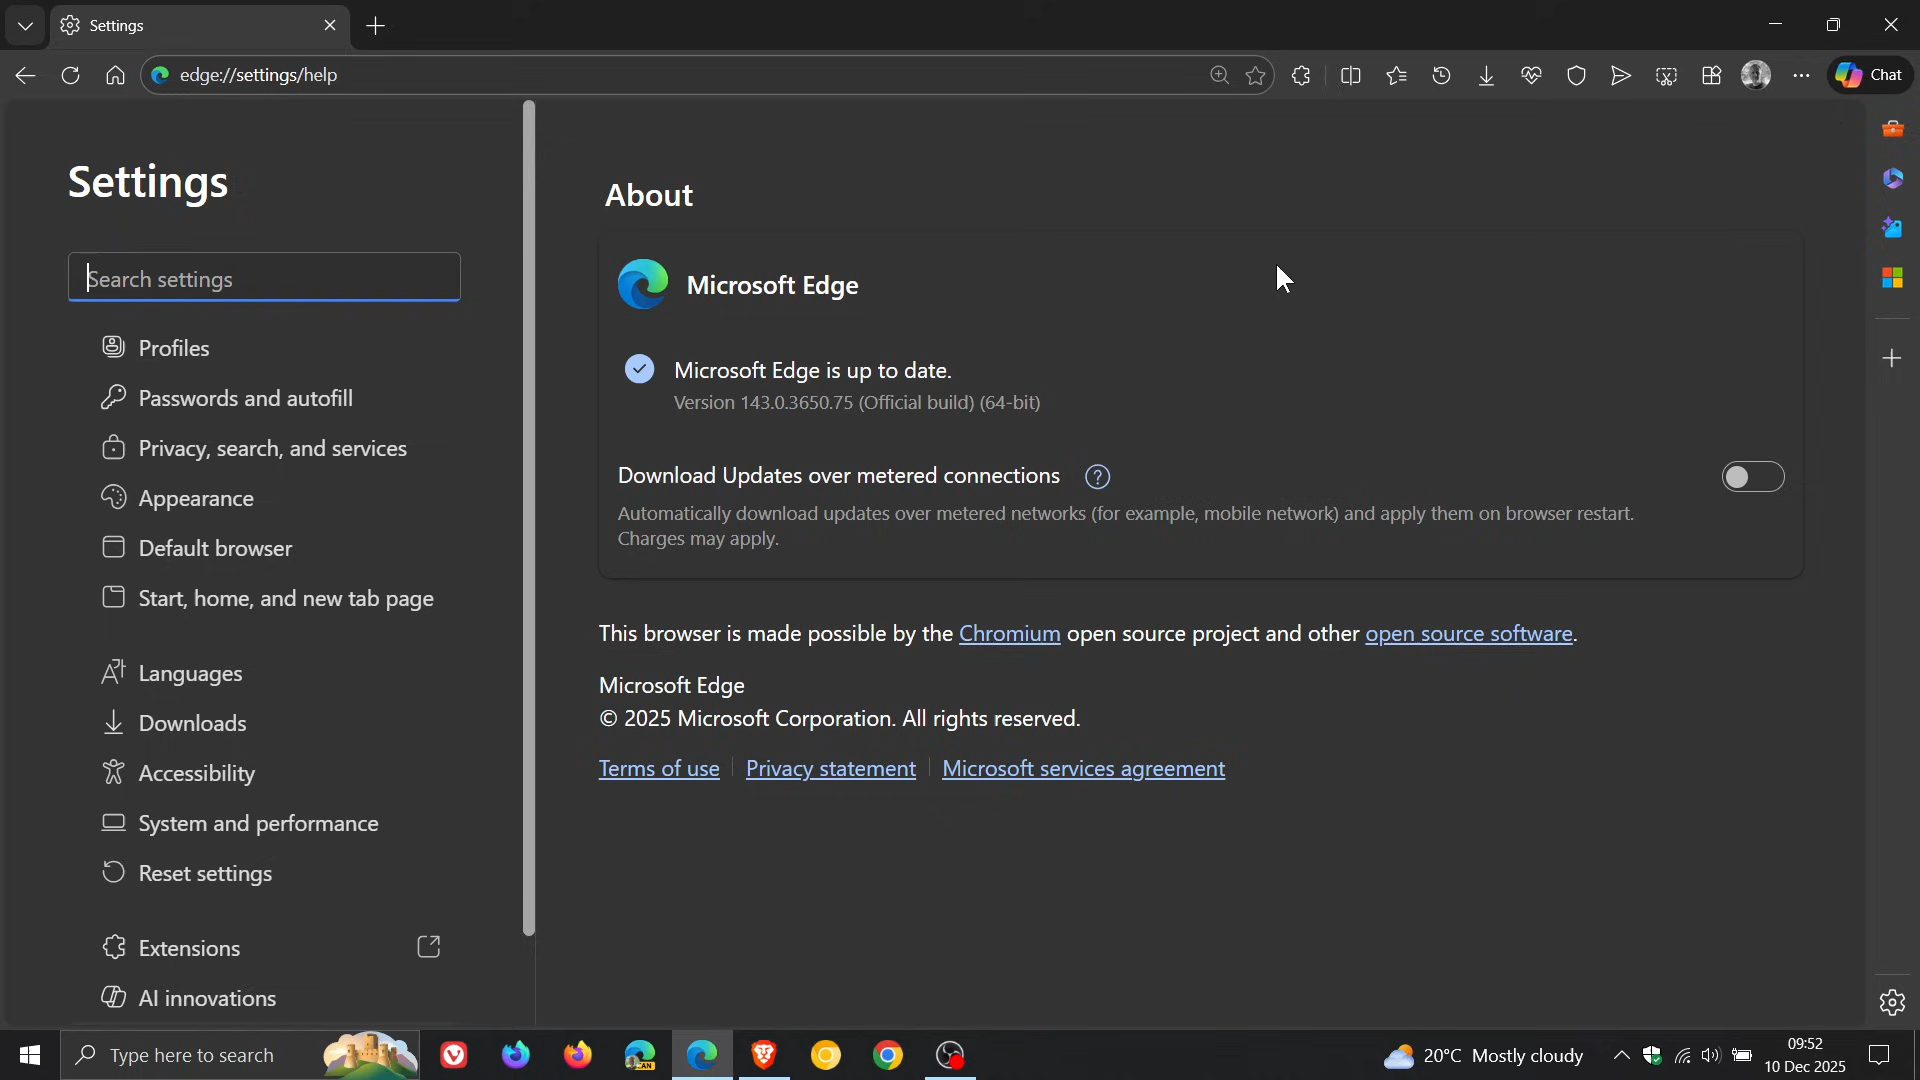 Settings
edge://settings/help
Chat
Settings
Search settings
Profiles
Passwords and autofill
Privacy, search, and services
Appearance
Default browser
Start, home, and new tab page
Languages
Downloads
Accessibility
System and performance
Reset settings
Extensions
AI innovations
About
Microsoft Edge
Microsoft Edge is up to date.
Version 143.0.3650.75 (Official build) (64-bit)
Download Updates over metered connections
Automatically download updates over metered networks (for example, mobile network) and apply them on browser restart.
Charges may apply.
This browser is made possible by the Chromium open source project and other open source software.
Microsoft Edge
© 2025 Microsoft Corporation. All rights reserved.
Terms of use
Privacy statement
Microsoft services agreement
Type here to search
CAN
20°C Mostly cloudy
09:52
10 Dec 2025